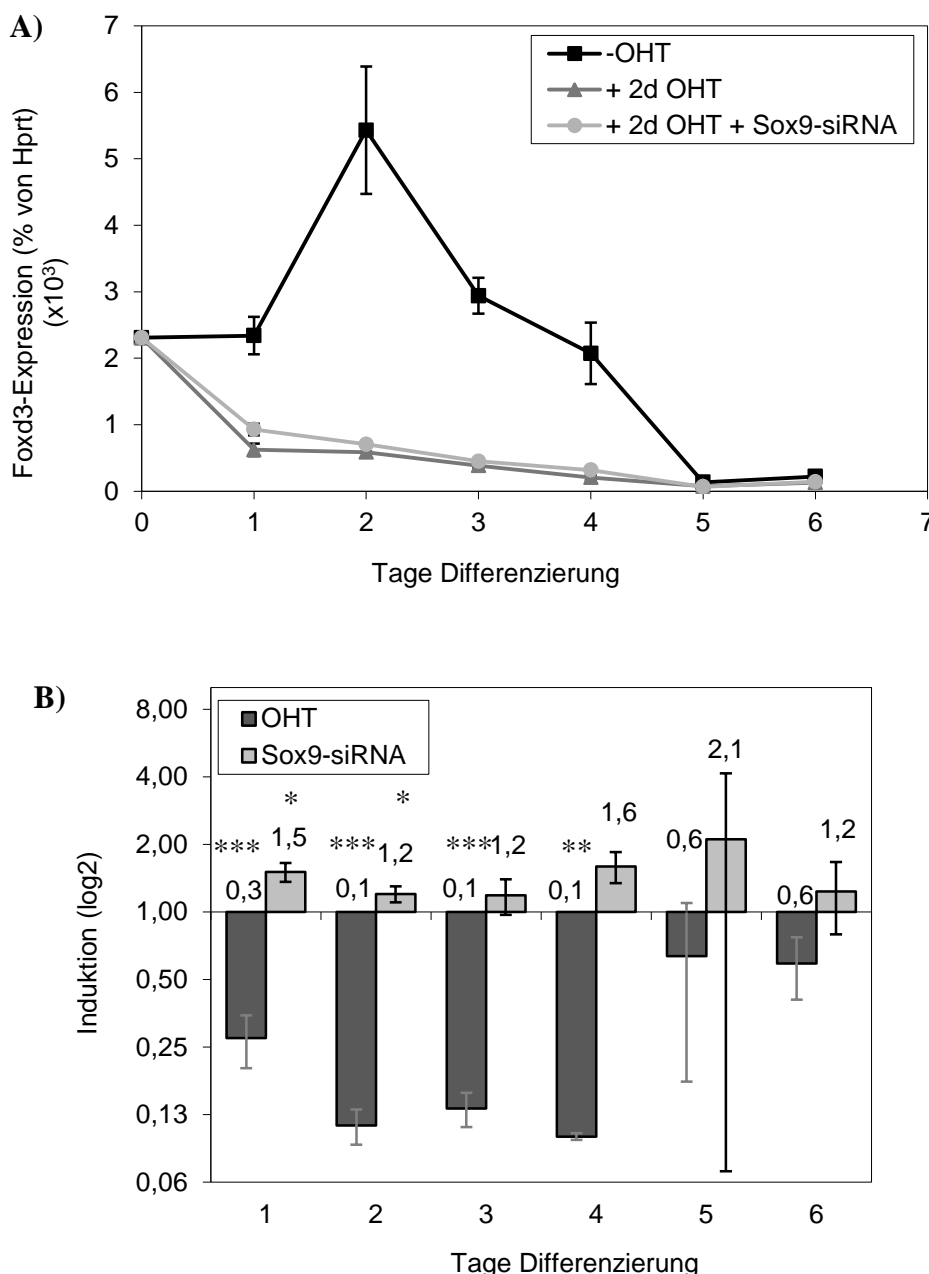 A)
Foxd3-Expression (% von Hprt)
(x10³)
7
6
5
4
3
2
1
0
-OHT
+ 2d OHT
+ 2d OHT + Sox9-siRNA
0 1 2 3 4 5 6 7
Tage Differenzierung
B)
Induktion (log2)
8,00
4,00
2,00
1,00
0,50
0,25
0,13
0,06
OHT
Sox9-siRNA
2,1
* *
*** 1,5 *** 1,2 *** 1,2 ** 1,6 0,6 1,2
0,3 0,1 0,1 0,1 0,6
1 2 3 4 5 6
Tage Differenzierung